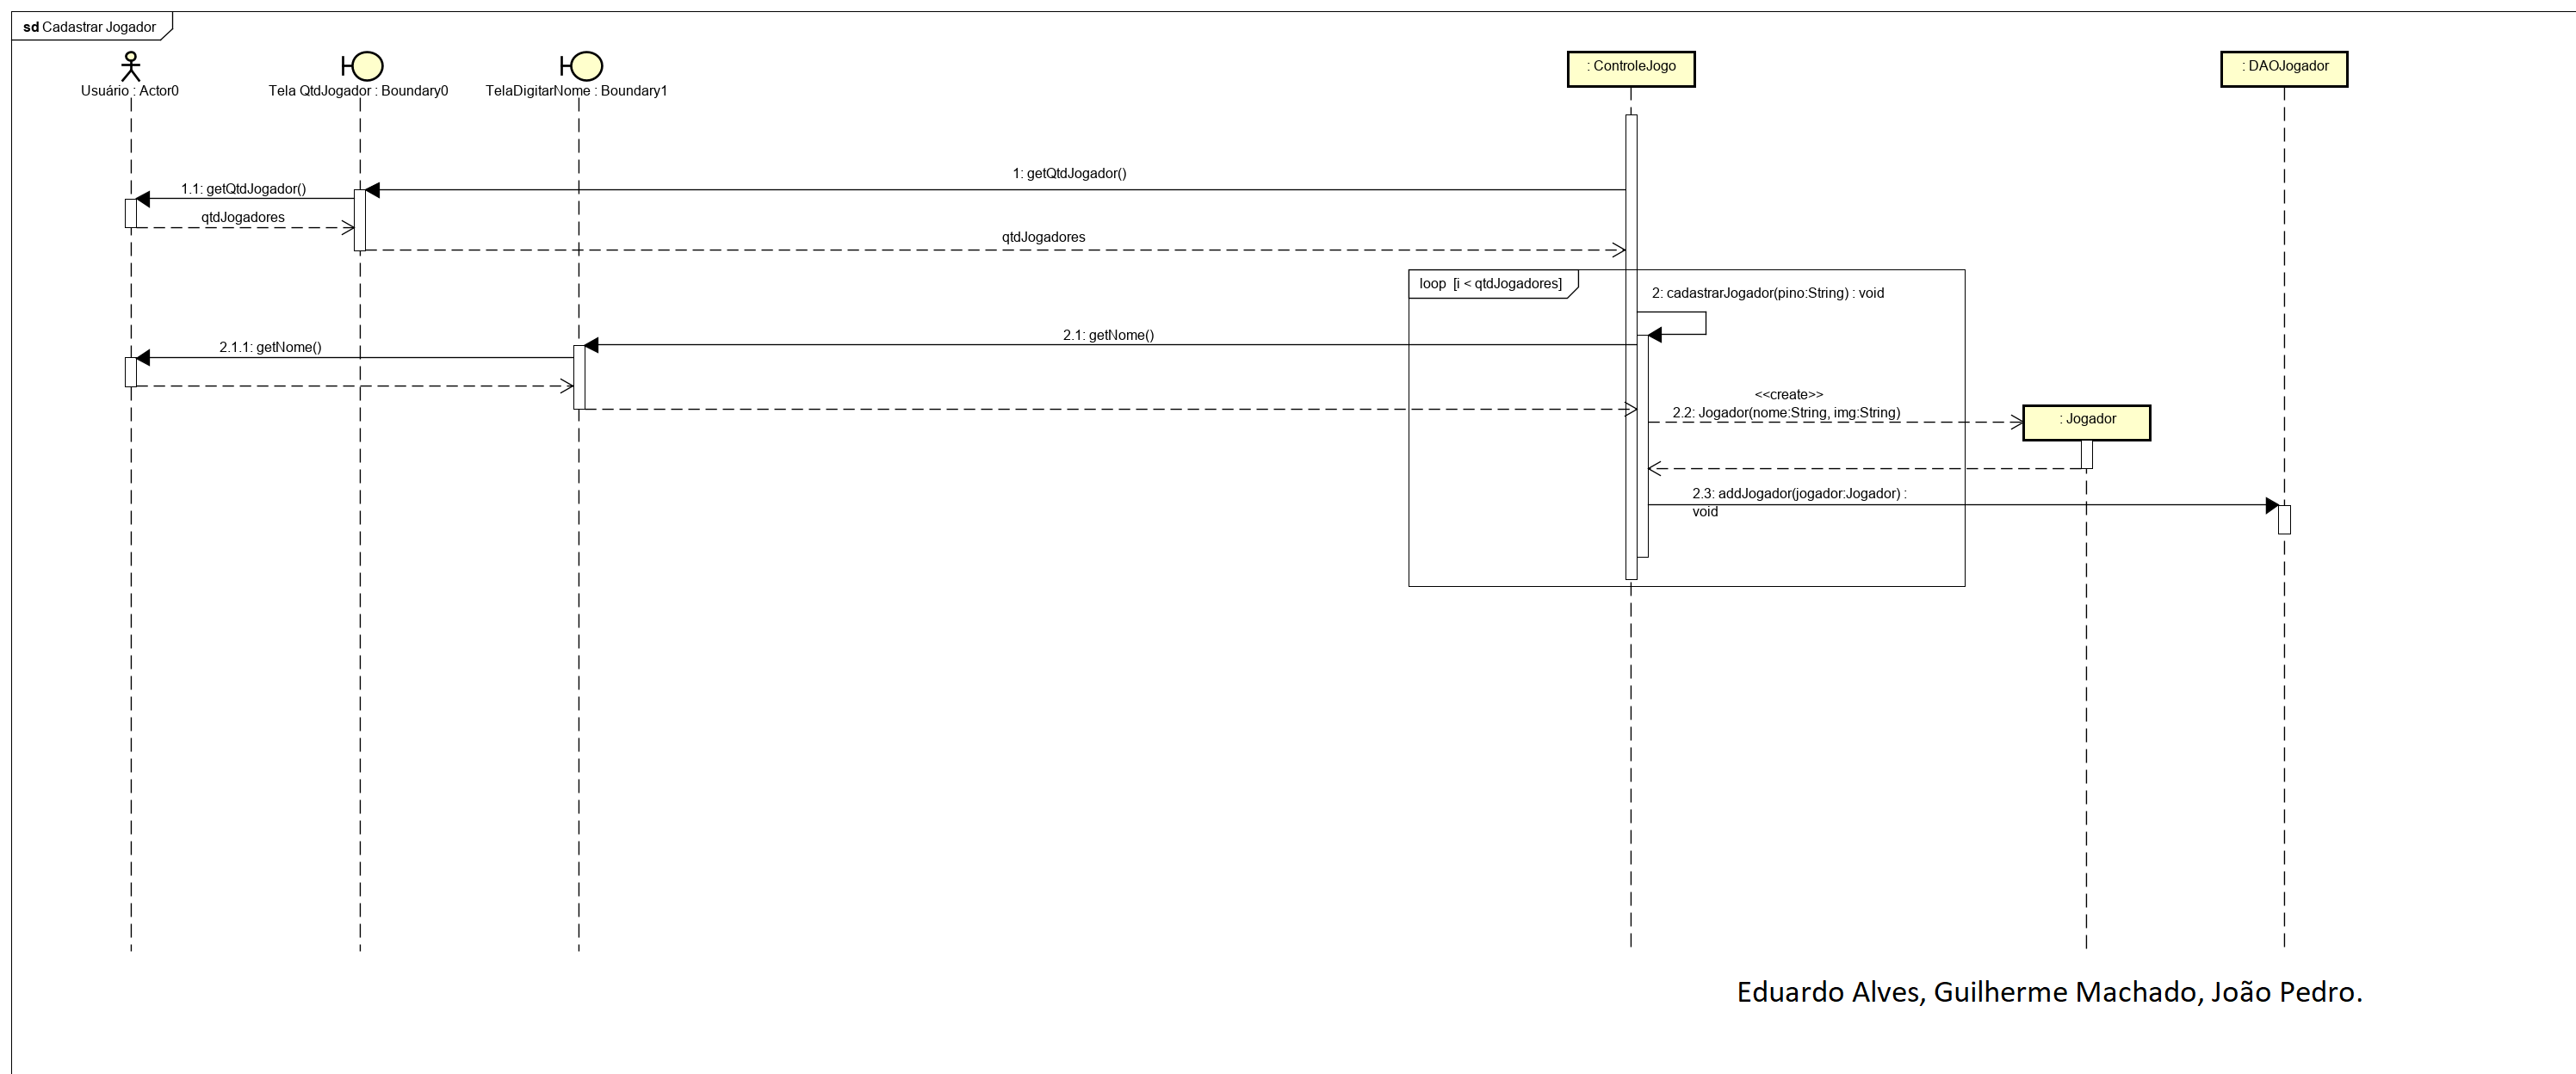 sd Cadastrar Jogador
Usuário : Actor0
Tela QtdJogador : Boundary0
TelaDigitarNome : Boundary1
: ControleJogo
: DAOJogador
1: getQtdJogador()
1.1: getQtdJogador()
qtdJogadores
qtdJogadores
loop [i < qtdJogadores]
2: cadastrarJogador(pino:String) : void
2.1: getNome()
2.1.1: getNome()
<<create>>
2.2: Jogador(nome:String, img:String)
: Jogador
2.3: addJogador(jogador:Jogador) :
void
Eduardo Alves, Guilherme Machado, João Pedro.